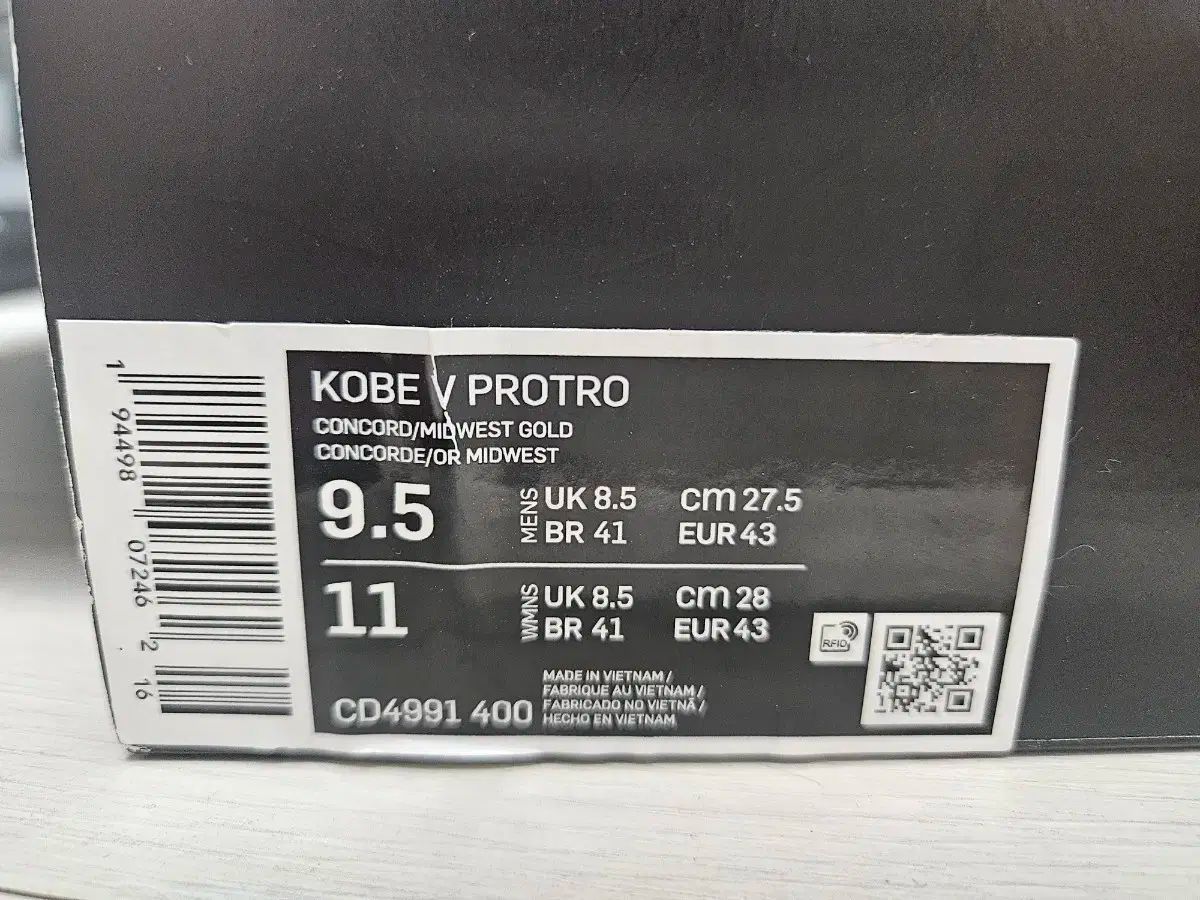 KOBE V PROTRO
CONCORD/MIDWEST GOLD
CONCORDE/OR MIDWEST
9.5 MENS UK 8.5 cm 27.5
BR 41 EUR 43
11 WMNS UK 8.5 cm 28
BR 41 EUR 43
CD4991 400
MADE IN VIETNAM /
FABRIQUE AU VIETNAM /
FABRICADO NO VIETNÃ /
HECHO EN VIETNAM
RFID
1 94498 07246 2 16